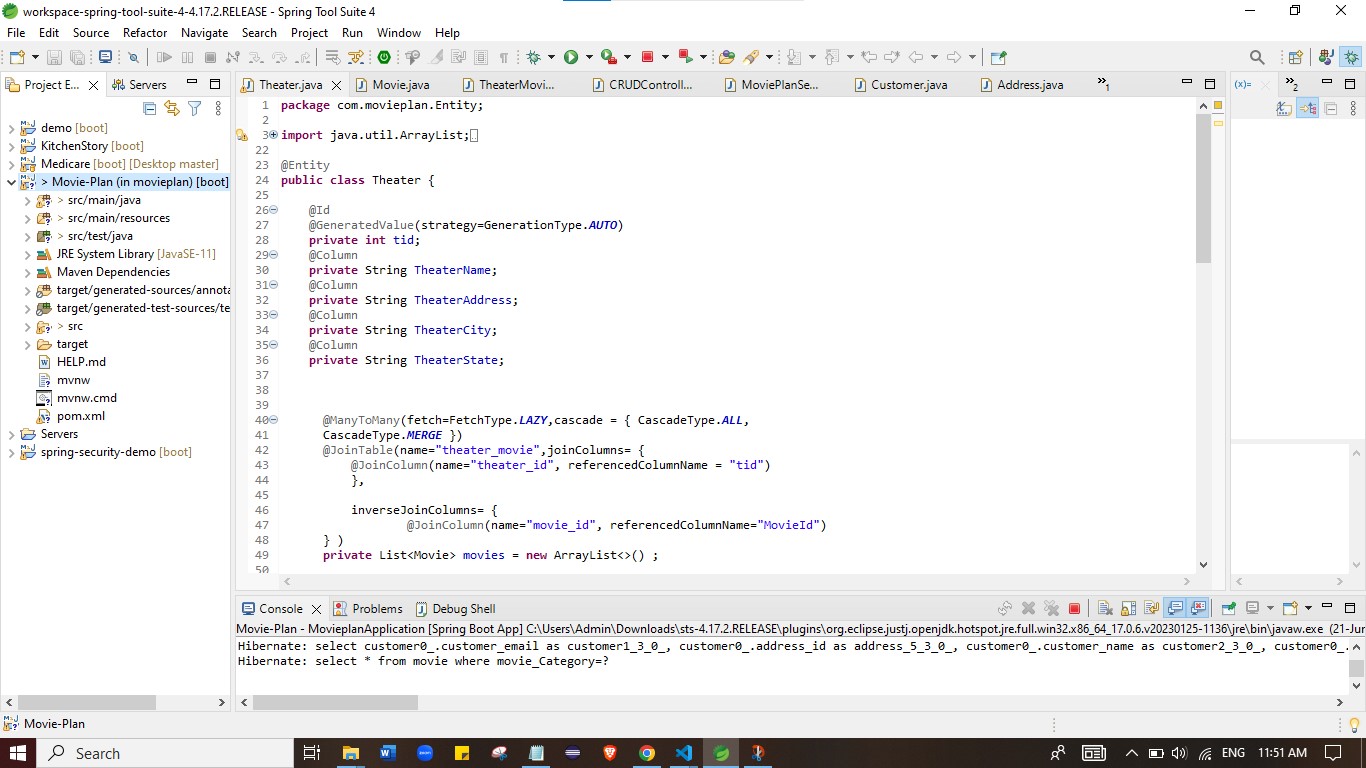 workspace-spring-tool-suite-4-4.17.2.RELEASE - Spring Tool Suite 4
File Edit Source Refactor Navigate Search Project Run Window Help
Project E... Servers
Theater.java Movie.java TheaterMovi... CRUDControll... MoviePlanSe... Customer.java Address.java »1
(x)= »2
demo [boot]
KitchenStory [boot]
Medicare [boot] [Desktop master]
> Movie-Plan (in movieplan) [boot]
> src/main/java
> src/main/resources
> src/test/java
JRE System Library [JavaSE-11]
Maven Dependencies
target/generated-sources/annota
target/generated-test-sources/te
> src
target
HELP.md
mvnw
mvnw.cmd
pom.xml
Servers
spring-security-demo [boot]
1 package com.movieplan.Entity;
2
3 import java.util.ArrayList;
22
23 @Entity
24 public class Theater {
25
26 @Id
27 @GeneratedValue(strategy=GenerationType.AUTO)
28 private int tid;
29 @Column
30 private String TheaterName;
31 @Column
32 private String TheaterAddress;
33 @Column
34 private String TheaterCity;
35 @Column
36 private String TheaterState;
37
38
39
40 @ManyToMany(fetch=FetchType.LAZY,cascade = { CascadeType.ALL,
41 CascadeType.MERGE })
42 @JoinTable(name="theater_movie",joinColumns= {
43 @JoinColumn(name="theater_id", referencedColumnName = "tid")
44 },
45
46 inverseJoinColumns= {
47 @JoinColumn(name="movie_id", referencedColumnName="MovieId")
48 } )
49 private List<Movie> movies = new ArrayList<>() ;
50
Console Problems Debug Shell
Movie-Plan - MovieplanApplication [Spring Boot App] C:\Users\Admin\Downloads\sts-4.17.2.RELEASE\plugins\org.eclipse.justj.openjdk.hotspot.jre.full.win32.x86_64_17.0.6.v20230125-1136\jre\bin\javaw.exe (21-Jun
Hibernate: select customer0_.customer_email as customer1_3_0_, customer0_.address_id as address_5_3_0_, customer0_.customer_name as customer2_3_0_, customer0_.
Hibernate: select * from movie where movie_Category=?
Movie-Plan
Search
ENG 11:51 AM